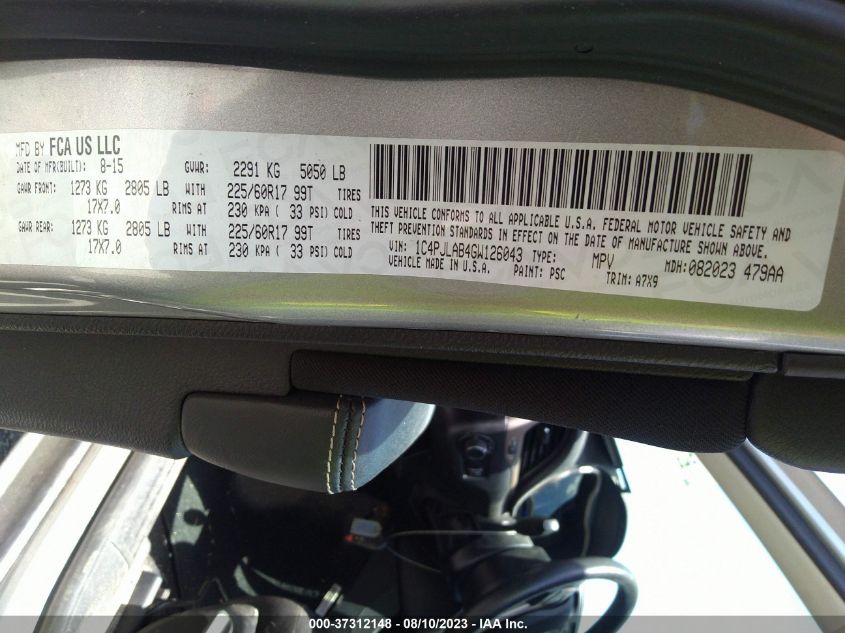 MFD BY FCA US LLC
DATE OF MFR(BUILT): 8-15 GVWR: 2291 KG 5050 LB
GAWR FRONT: 1273 KG 2805 LB WITH 225/60R17 99T TIRES
17X7.0 RIMS AT 230 KPA ( 33 PSI) COLD
GAWR REAR: 1273 KG 2805 LB WITH 225/60R17 99T TIRES
17X7.0 RIMS AT 230 KPA ( 33 PSI) COLD
THIS VEHICLE CONFORMS TO ALL APPLICABLE U.S.A. FEDERAL MOTOR VEHICLE SAFETY AND
THEFT PREVENTION STANDARDS IN EFFECT ON THE DATE OF MANUFACTURE SHOWN ABOVE.
VIN: 1C4PJLAB4GW126043 TYPE: MPV MDH: 082023 479AA
VEHICLE MADE IN U.S.A. PAINT: PSC TRIM: A7X9
000-37312148 - 08/10/2023 - © IAA, Inc.